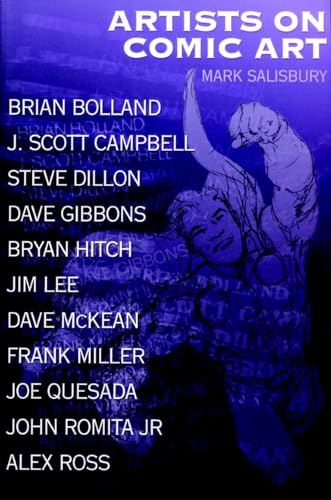 ARTISTS ON
COMIC ART
MARK SALISBURY
BRIAN BOLLAND
J. SCOTT CAMPBELL
STEVE DILLON
DAVE GIBBONS
BRYAN HITCH
JIM LEE
DAVE McKEAN
FRANK MILLER
JOE QUESADA
JOHN ROMITA JR
ALEX ROSS